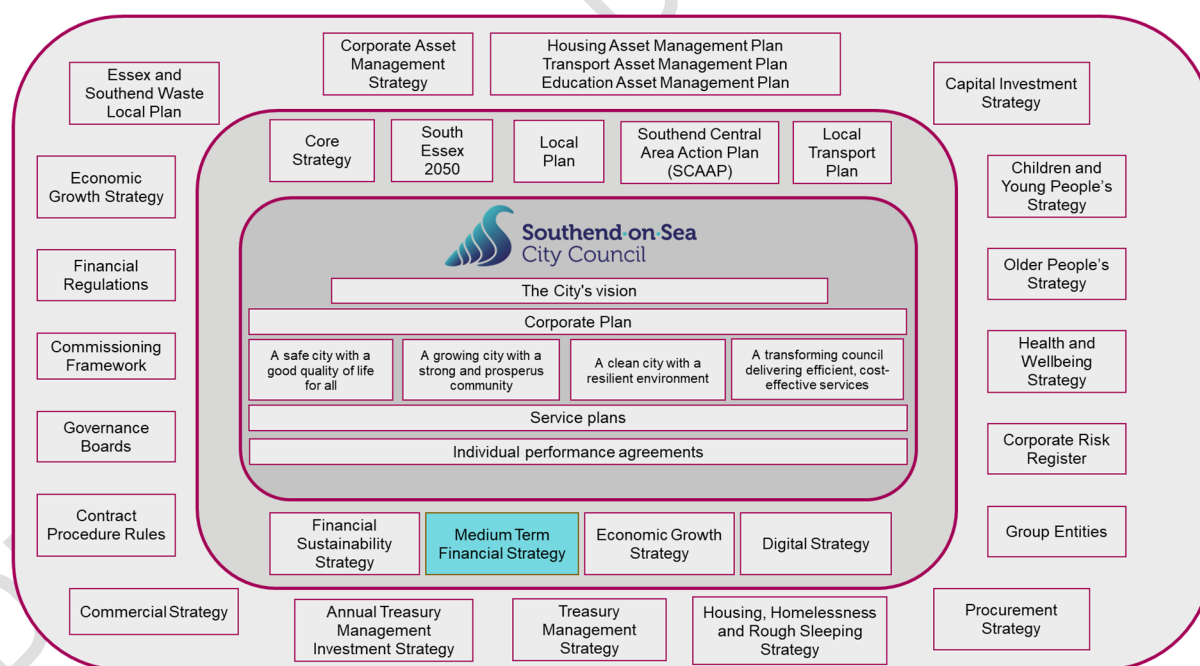 Corporate Asset
Management
Strategy
Housing Asset Management Plan
Transport Asset Management Plan
Education Asset Management Plan
Essex and
Southend Waste
Local Plan
Capital Investment
Strategy
Core
Strategy
South
Essex
2050
Local
Plan
Southend Central
Area Action Plan
(SCAAP)
Local
Transport
Plan
Economic
Growth Strategy
Children and
Young People's
Strategy
Southend-on-Sea
City Council
Financial
Regulations
Older People's
Strategy
The City's vision
Corporate Plan
Commissioning
Framework
A safe city with a
good quality of life
for all
A growing city with a
strong and prosperus
community
A clean city with a
resilient environment
A transforming council
delivering efficient, cost-
effective services
Health and
Wellbeing
Strategy
Service plans
Governance
Boards
Individual performance agreements
Corporate Risk
Register
Contract
Procedure Rules
Financial
Sustainability
Strategy
Medium Term
Financial Strategy
Economic Growth
Strategy
Digital Strategy
Group Entities
Commercial Strategy
Annual Treasury
Management
Investment Strategy
Treasury
Management
Strategy
Housing, Homelessness
and Rough Sleeping
Strategy
Procurement
Strategy